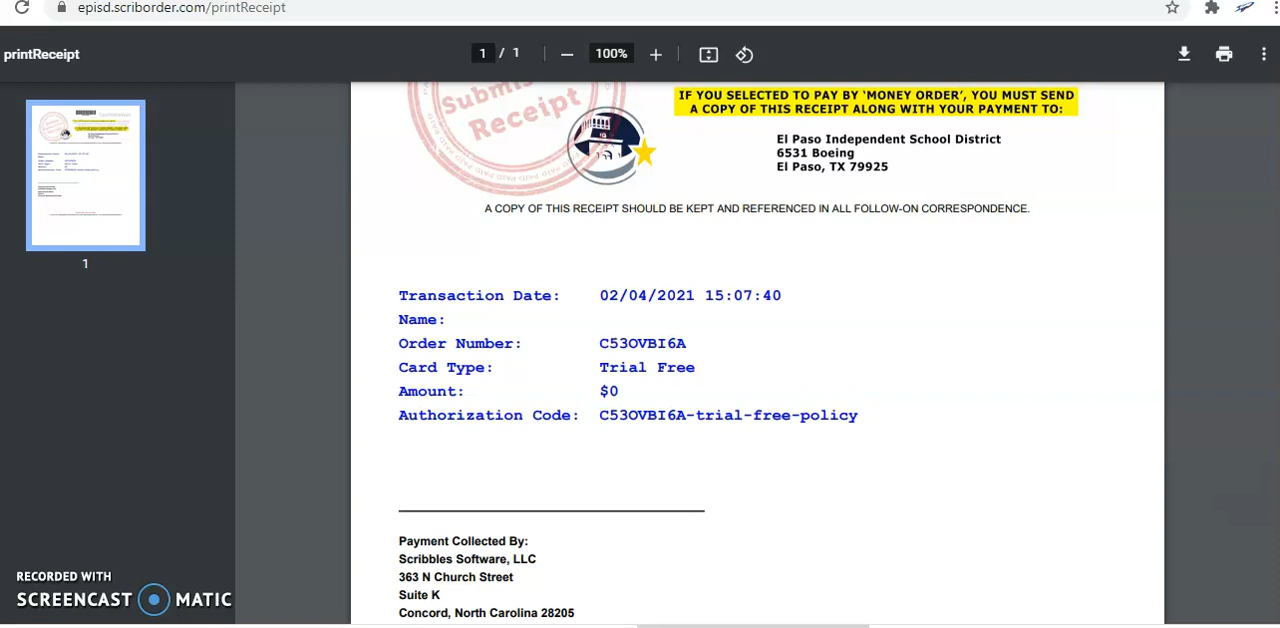 episd.scriborder.com/printReceipt
printReceipt
1 / 1
100%
1
Submis
Receipt
IF YOU SELECTED TO PAY BY ‘MONEY ORDER’, YOU MUST SEND
A COPY OF THIS RECEIPT ALONG WITH YOUR PAYMENT TO:
El Paso Independent School District
6531 Boeing
El Paso, TX 79925
A COPY OF THIS RECEIPT SHOULD BE KEPT AND REFERENCED IN ALL FOLLOW-ON CORRESPONDENCE.
Transaction Date: 02/04/2021 15:07:40
Name:
Order Number: C53OVBI6A
Card Type: Trial Free
Amount: $0
Authorization Code: C53OVBI6A-trial-free-policy
Payment Collected By:
Scribbles Software, LLC
363 N Church Street
Suite K
Concord, North Carolina 28205
RECORDED WITH
SCREENCAST MATIC